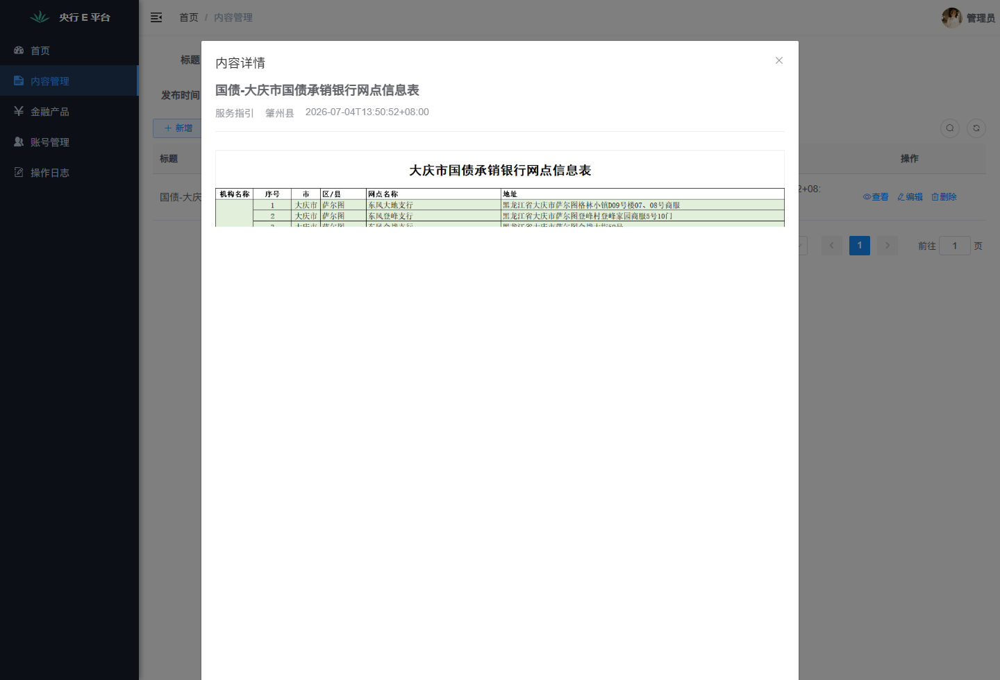 央行 E 平台
首页
内容管理
金融产品
账号管理
操作日志
首页 / 内容管理
管理员
标题
发布时间
新增
标题
操作
国债-大庆
2+08:
查看 编辑 删除
1
前往 1 页
内容详情
国债-大庆市国债承销银行网点信息表
服务指引 肇州县 2026-07-04T13:50:52+08:00
大庆市国债承销银行网点信息表
机构名称 序号 市 区/县 网点名称 地址
1 大庆市 萨尔图 东风大地支行 黑龙江省大庆市萨尔图格林小镇D09号楼07、08号商服
2 大庆市 萨尔图 东风登峰支行 黑龙江省大庆市萨尔图登峰村登峰家园商服5号10门